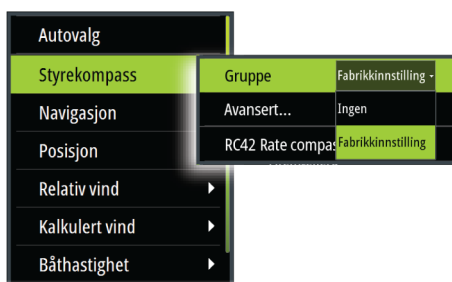 Autovalg
Styrekompass
Navigasjon
Posisjon
Relativ vind
Kalkulert vind
Båthastighet
Gruppe Fabrikkinnstilling
Avansert... Ingen
RC42 Rate compas Fabrikkinnstilling